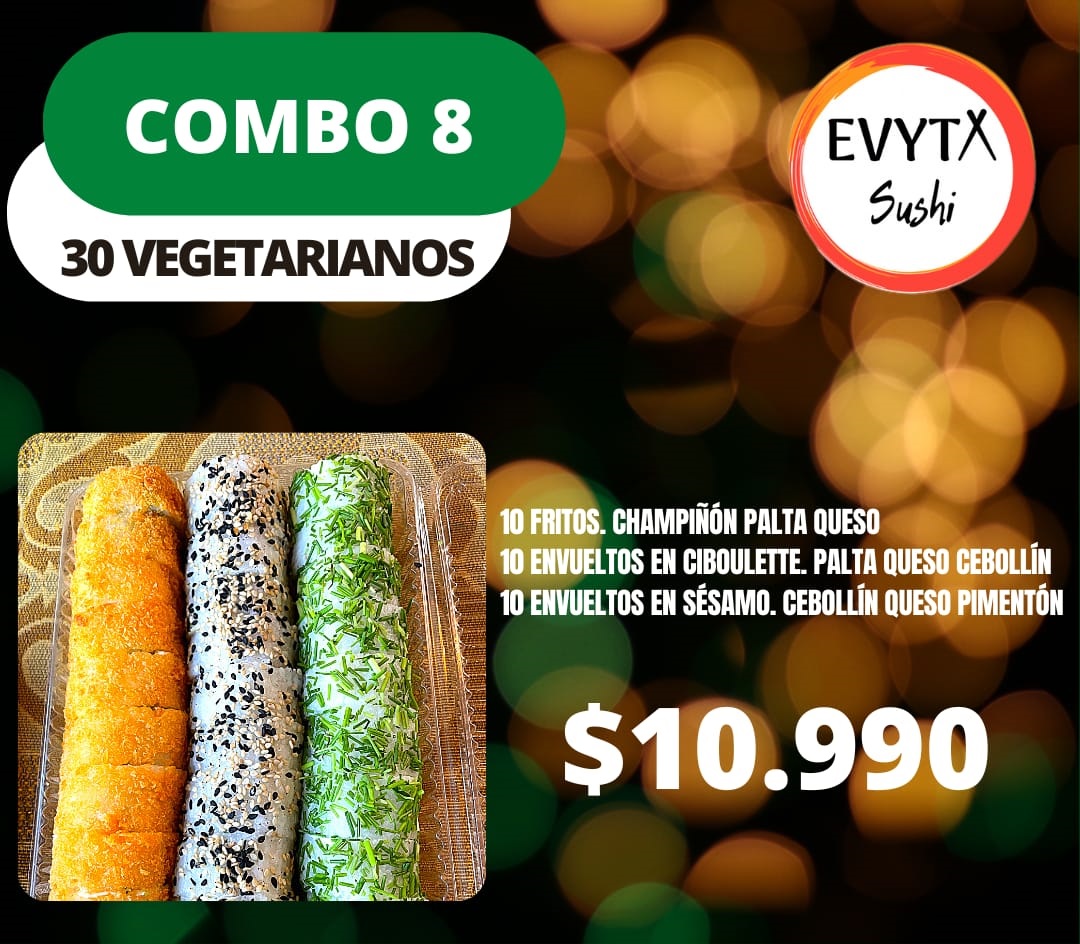 COMBO 8
30 VEGETARIANOS
EVYTX
Sushi
10 FRITOS. CHAMPIÑÓN PALTA QUESO
10 ENVUELTOS EN CIBOULETTE. PALTA QUESO CEBOLLÍN
10 ENVUELTOS EN SÉSAMO. CEBOLLÍN QUESO PIMENTÓN
$10.990